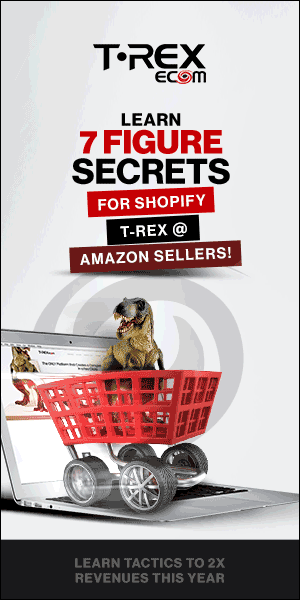 T·REX
ECOM
LEARN
7 FIGURE
SECRETS
FOR SHOPIFY
T-REX @
AMAZON SELLERS!
LEARN TACTICS TO 2X
REVENUES THIS YEAR